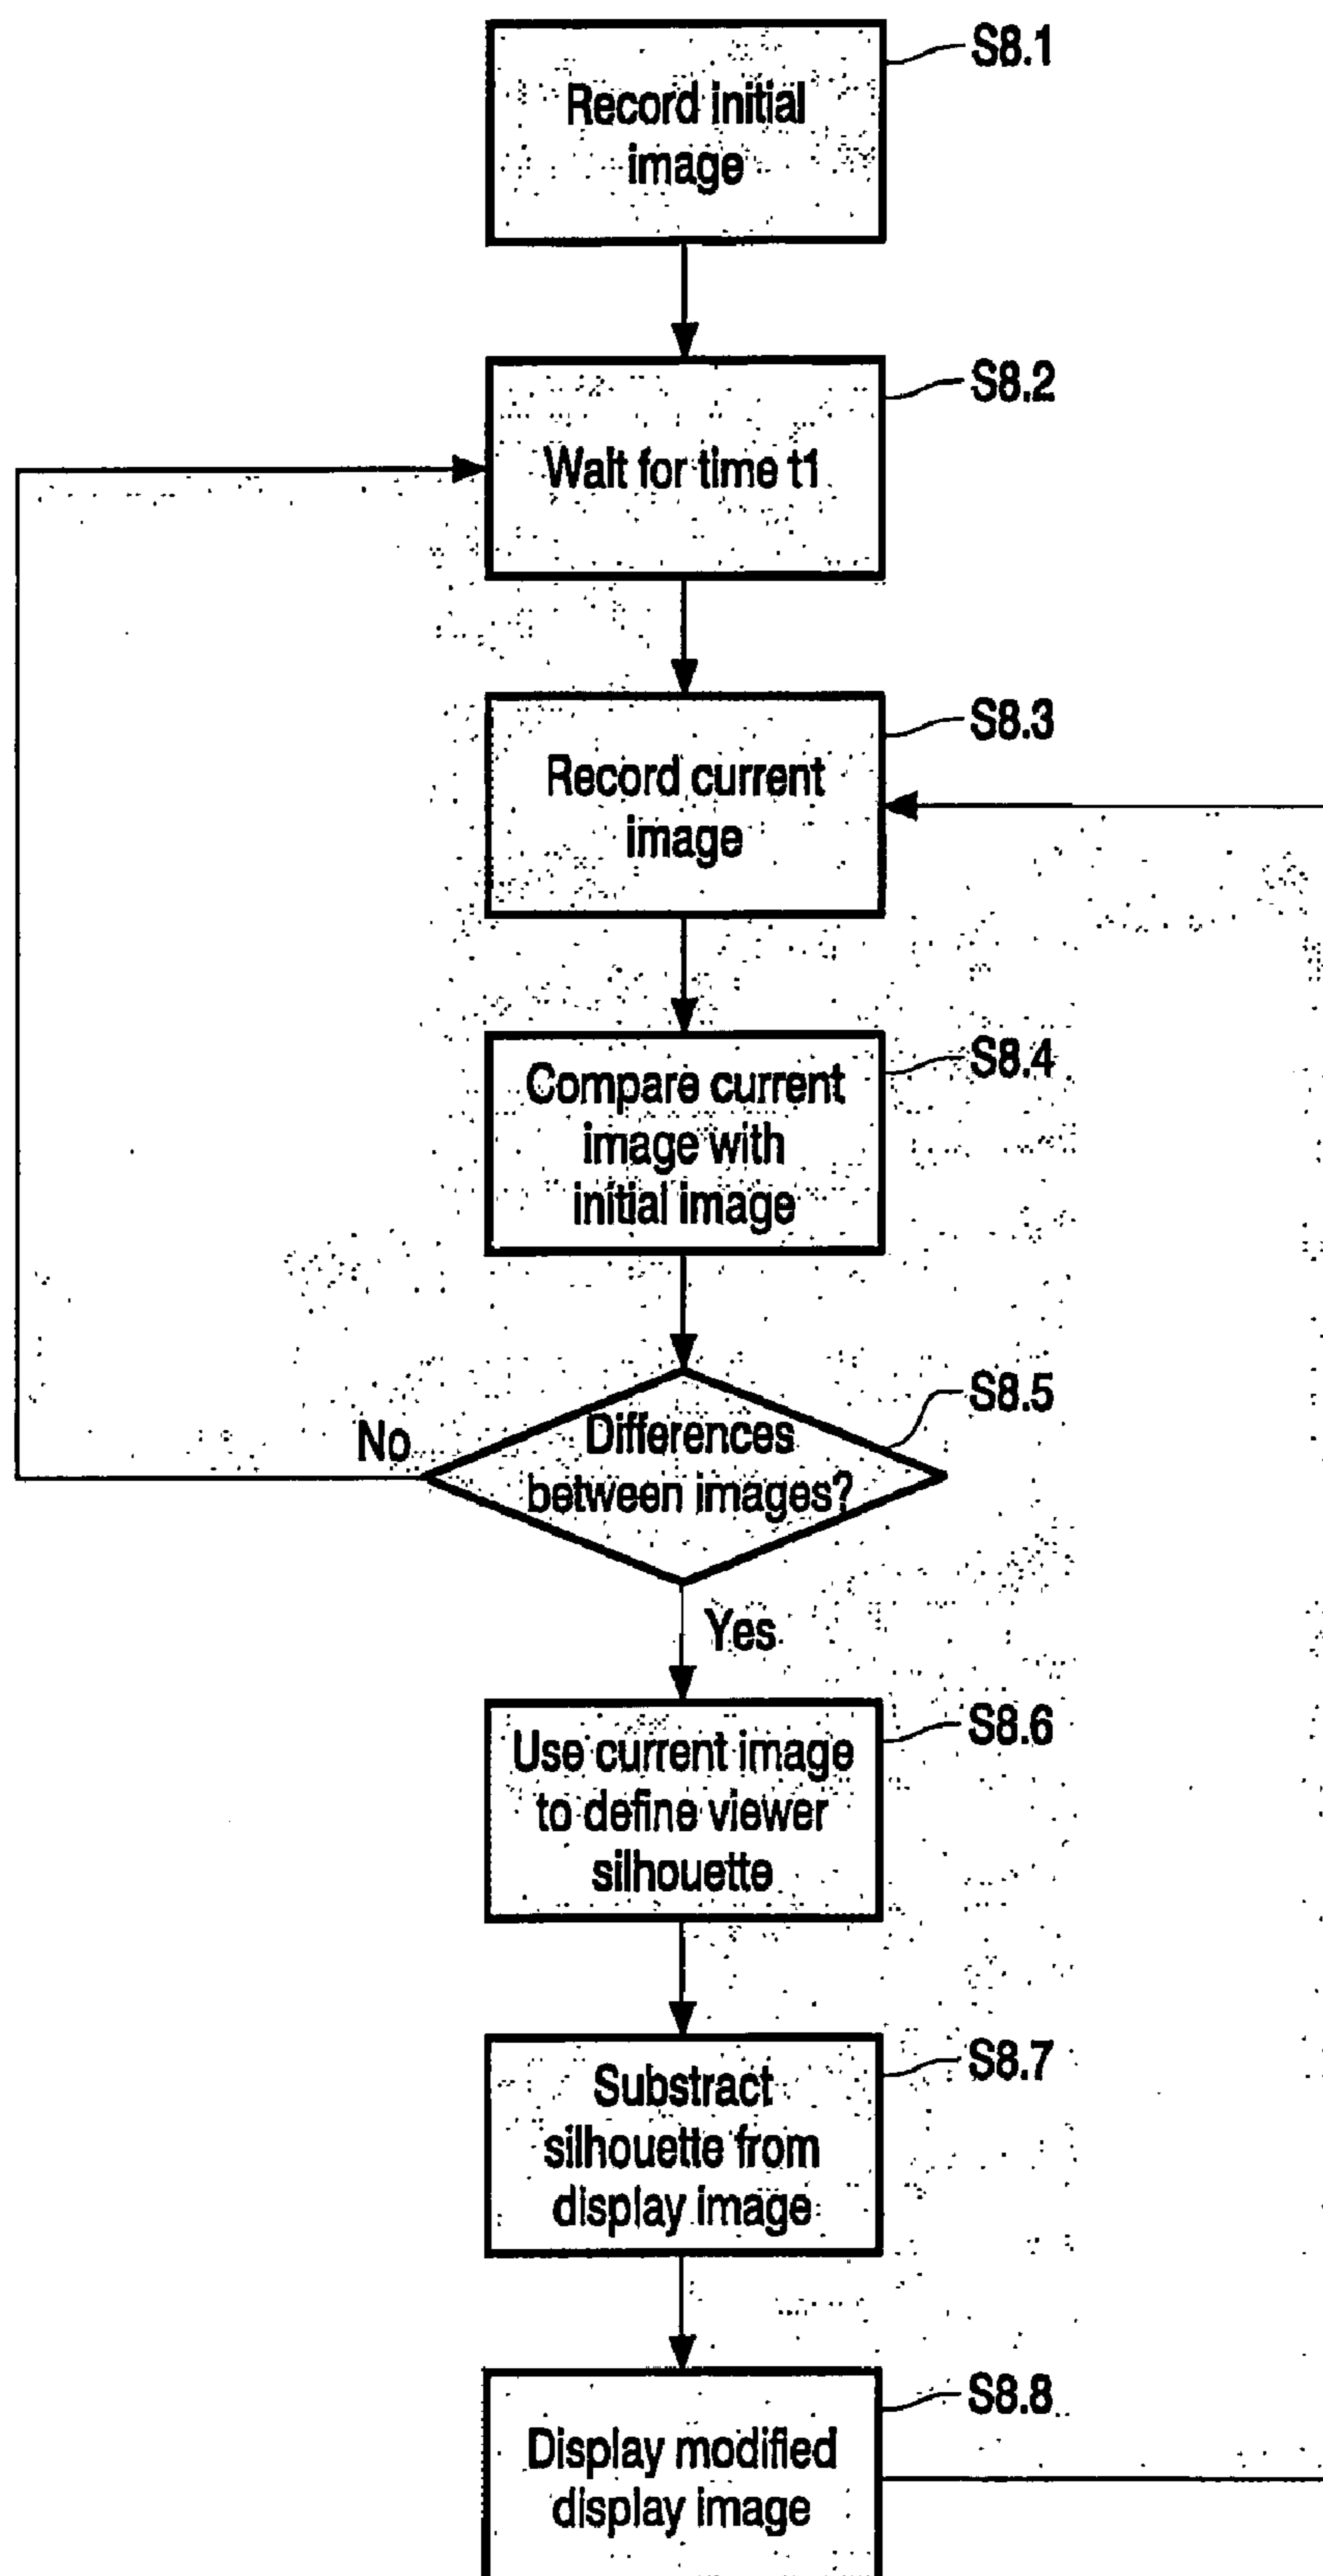 S8.1
Record initial
image
S8.2
Wait for time t1
S8.3
Record current
image
S8.4
Compare current
image with
initial image
S8.5
Differences
between images?
No
Yes
S8.6
Use current image
to define viewer
silhouette
S8.7
Substract
silhouette from
display image
S8.8
Display modified
display image